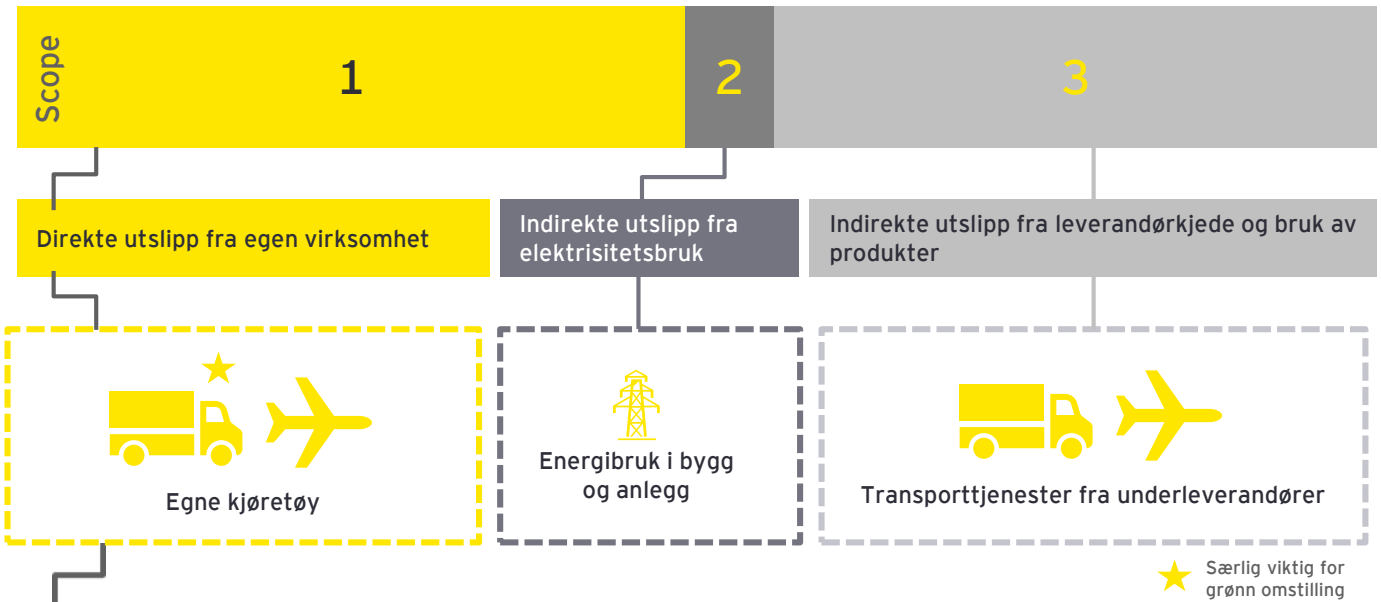 Scope
1
2
3
Direkte utslipp fra egen virksomhet
Indirekte utslipp fra
elektrisitetsbruk
Indirekte utslipp fra leverandørkjede og bruk av
produkter
Egne kjøretøy
Energibruk i bygg
og anlegg
Transporttjenester fra underleverandører
Særlig viktig for
grønn omstilling